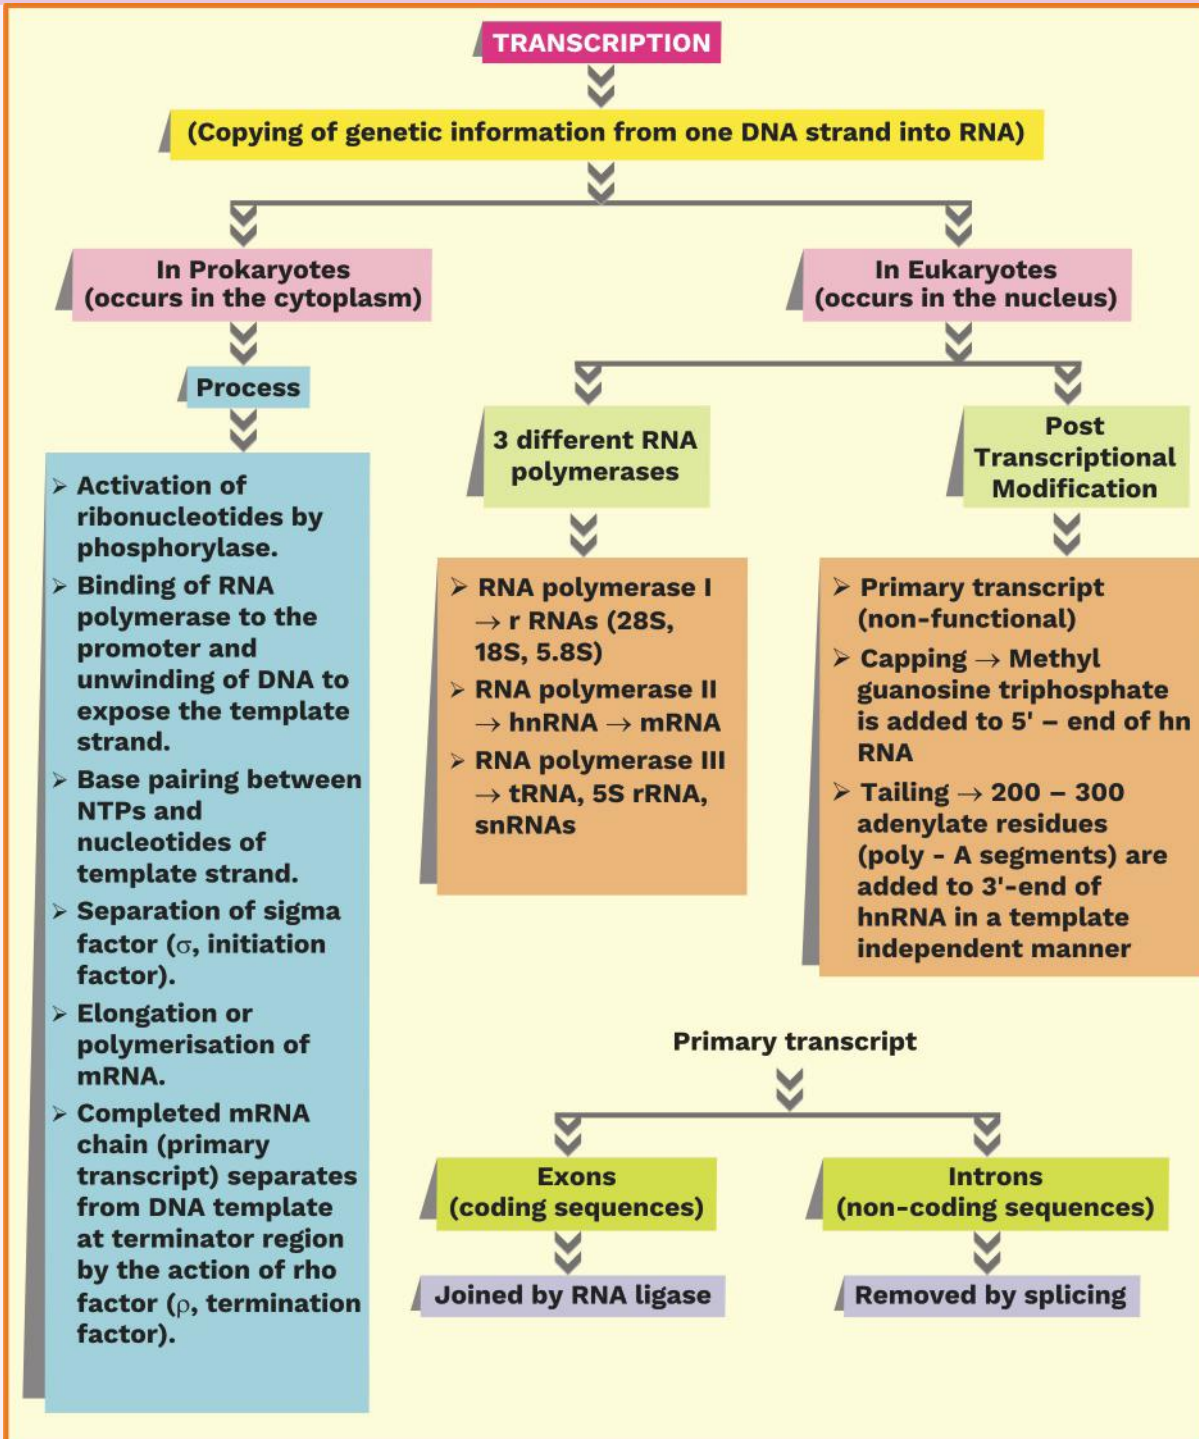 TRANSCRIPTION
(Copying of genetic information from one DNA strand into RNA)
In Prokaryotes
(occurs in the cytoplasm)
Process
➢ Activation of
ribonucleotides by
phosphorylase.
➢ Binding of RNA
polymerase to the
promoter and
unwinding of DNA to
expose the template
strand.
➢ Base pairing between
NTPs and
nucleotides of
template strand.
➢ Separation of sigma
factor (σ, initiation
factor).
➢ Elongation or
polymerisation of
mRNA.
➢ Completed mRNA
chain (primary
transcript) separates
from DNA template
at terminator region
by the action of rho
factor (ρ, termination
factor).
In Eukaryotes
(occurs in the nucleus)
3 different RNA
polymerases
➢ RNA polymerase I
→ r RNAs (28S,
18S, 5.8S)
➢ RNA polymerase II
→ hnRNA → mRNA
➢ RNA polymerase III
→ tRNA, 5S rRNA,
snRNAs
Post
Transcriptional
Modification
➢ Primary transcript
(non-functional)
➢ Capping → Methyl
guanosine triphosphate
is added to 5' – end of hn
RNA
➢ Tailing → 200 – 300
adenylate residues
(poly - A segments) are
added to 3'-end of
hnRNA in a template
independent manner
Primary transcript
Exons
(coding sequences)
Joined by RNA ligase
Introns
(non-coding sequences)
Removed by splicing